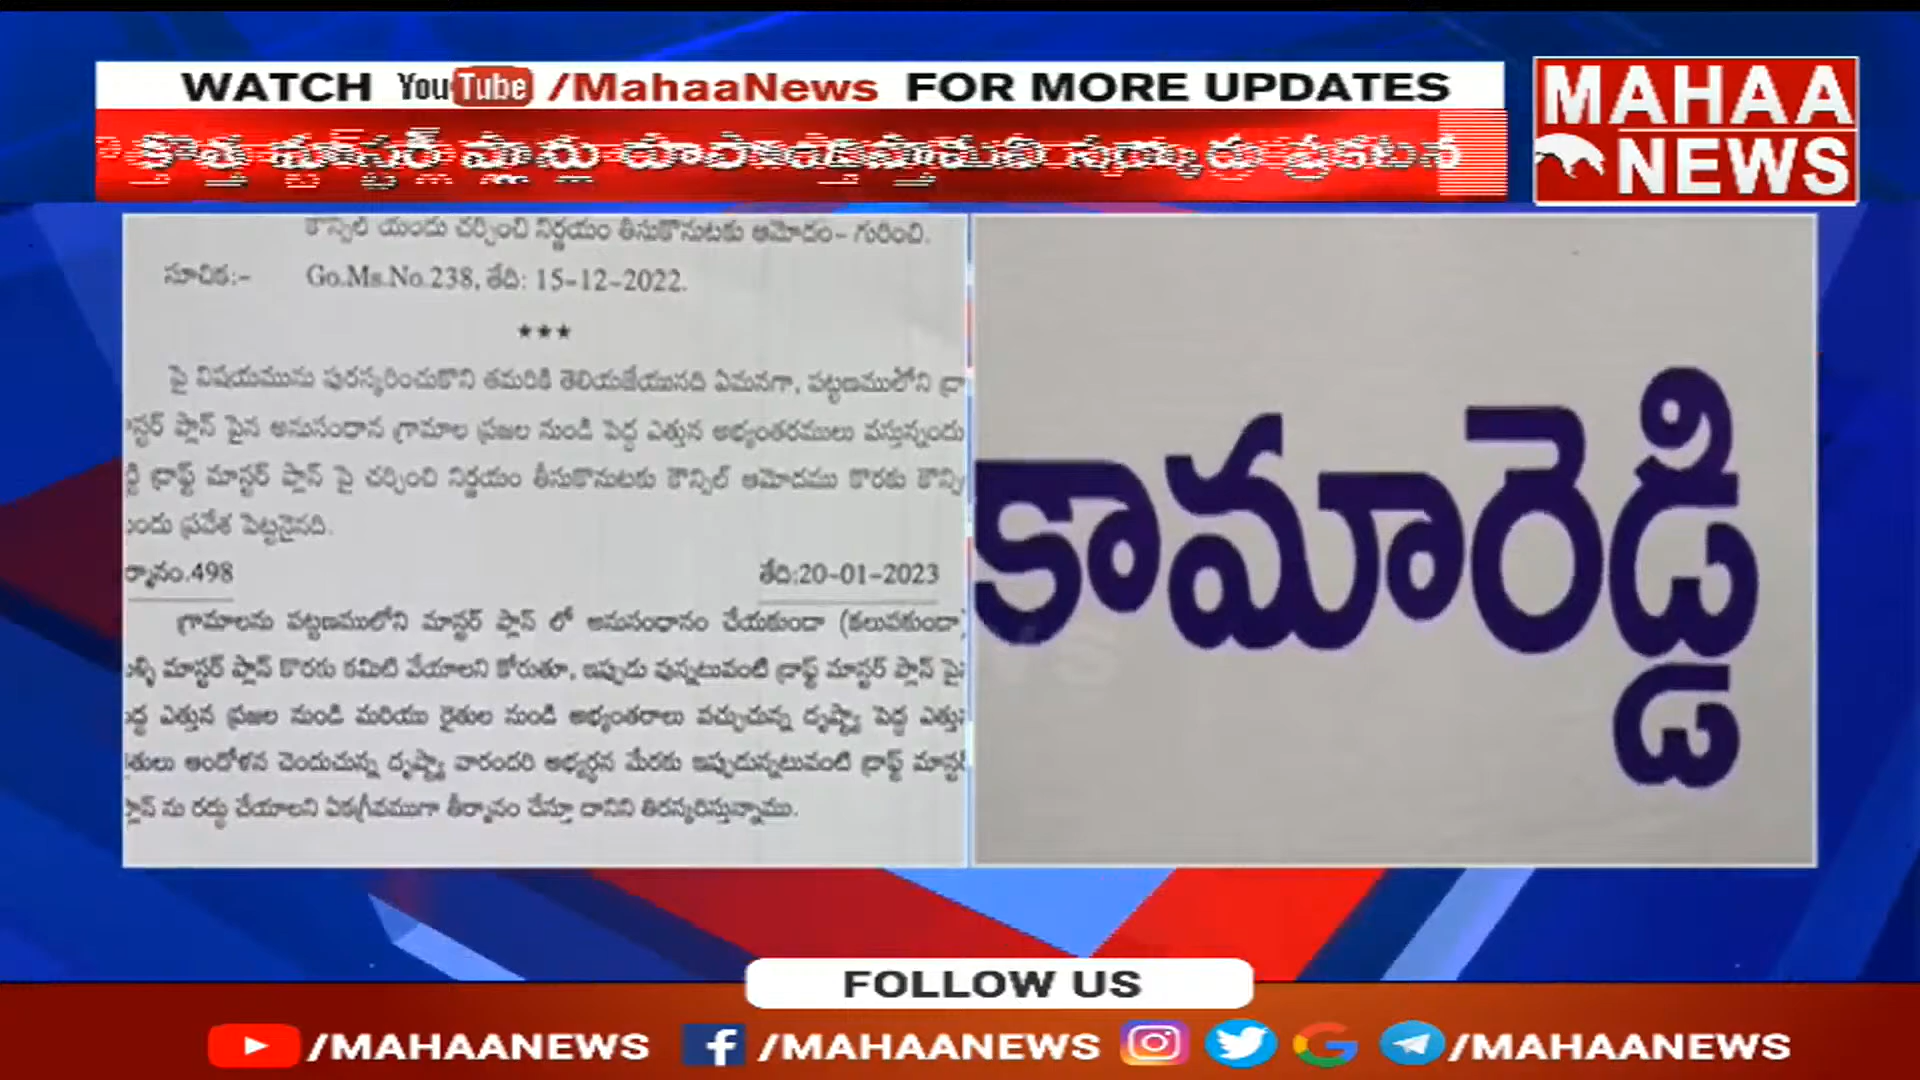 WATCH YouTube /MahaaNews FOR MORE UPDATES
MAHAA
NEWS
కొత్త ప్రకటన
కౌన్సిల్ యందు చర్చించి నిర్ణయం తీసుకొనుటకు ఆమోదం- గురించి.
సూచిక:- Go.Ms.No.238, తేది: 15-12-2022.
***
పై విషయమును పురస్కరించుకొని తమరికి తెలియజేయునది ఏమనగా, పట్టణములోని డ్రా
స్టర్ ప్లాన్ పైన అనుసంధాన గ్రామాల ప్రజల నుండి పెద్ద ఎత్తున అభ్యంతరములు వస్తున్నందు
డ్రాఫ్ట్ మాస్టర్ ప్లాన్ పై చర్చించి నిర్ణయం తీసుకొనుటకు కౌన్సిల్ ఆమోదము కొరకు కౌన్సి
ందు ప్రవేశ పెట్టనైనది.
ర్మానం.498 తేది:20-01-2023
గ్రామాలను పట్టణములోని మాస్టర్ ప్లాన్ లో అనుసంధానం చేయకుండా (కలుపకుండా)
ళ్ళి మాస్టర్ ప్లాన్ కొరకు కమిటి వేయాలని కోరుతూ, ఇప్పుడు వున్నటువంటి డ్రాఫ్ట్ మాస్టర్ ప్లాన్ పై
ద్ద ఎత్తున ప్రజల నుండి మరియు రైతుల నుండి అభ్యంతరాలు వచ్చుచున్న దృష్ట్యా పెద్ద ఎత్తున
తులు ఆందోళన చెందుచున్న దృష్ట్యా వారందరి అభ్యర్థన మేరకు ఇప్పుడున్నటువంటి డ్రాఫ్ట్ మాస్టర్
ప్లాన్ ను రద్దు చేయాలని ఏకగ్రీవముగా తీర్మానం చేస్తూ దానిని తిరస్కరిస్తున్నాము.
కామారెడ్డి
FOLLOW US
/MAHAANEWS /MAHAANEWS /MAHAANEWS